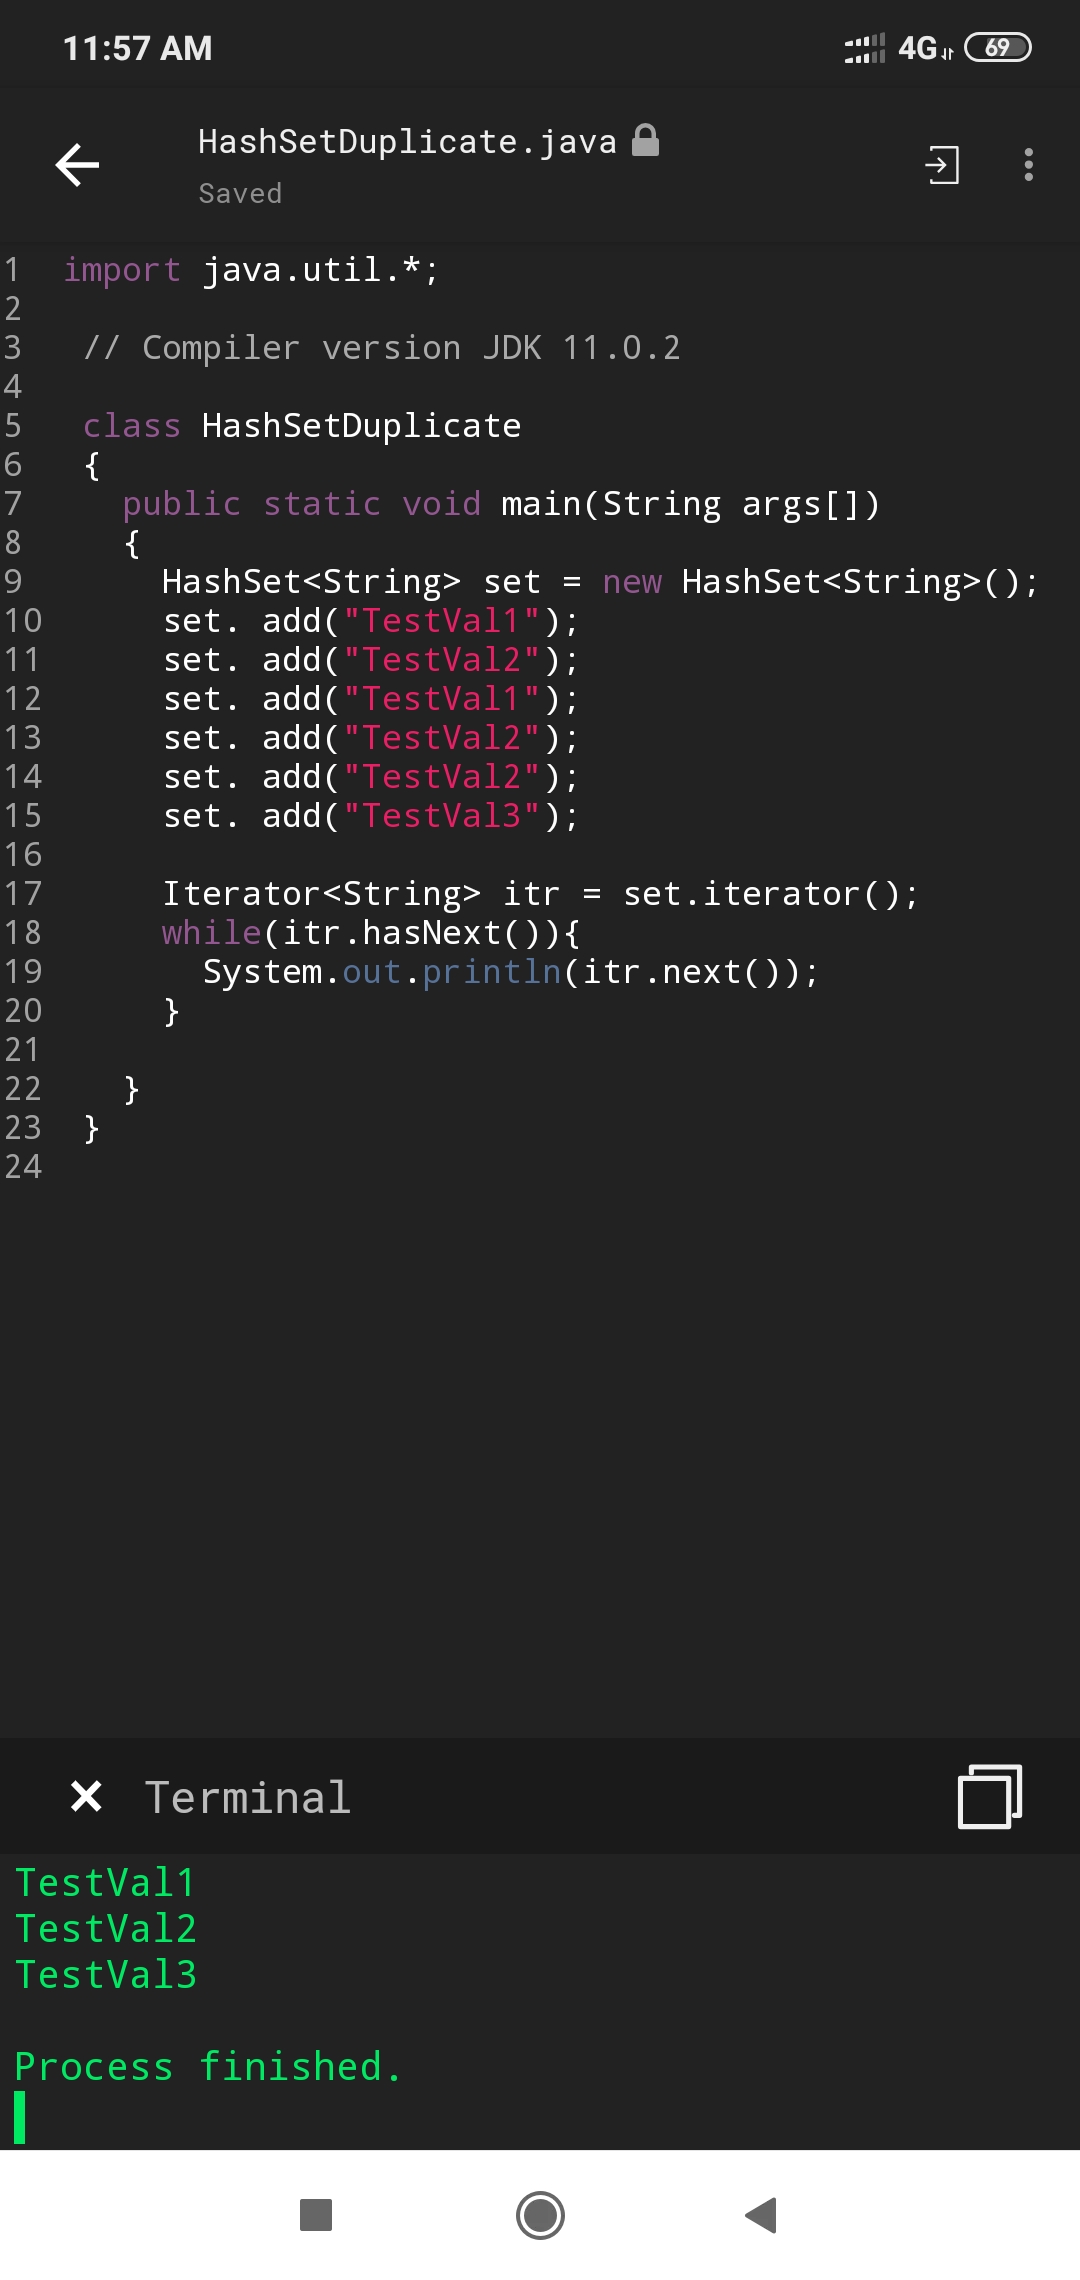 11:57 AM 4G 69
HashSetDuplicate.java
Saved
1 import java.util.*;
2
3 // Compiler version JDK 11.0.2
4
5 class HashSetDuplicate
6 {
7 public static void main(String args[])
8 {
9 HashSet<String> set = new HashSet<String>();
10 set. add("TestVal1");
11 set. add("TestVal2");
12 set. add("TestVal1");
13 set. add("TestVal2");
14 set. add("TestVal2");
15 set. add("TestVal3");
16
17 Iterator<String> itr = set.iterator();
18 while(itr.hasNext()){
19 System.out.println(itr.next());
20 }
21
22 }
23 }
24
Terminal
TestVal1
TestVal2
TestVal3
Process finished.